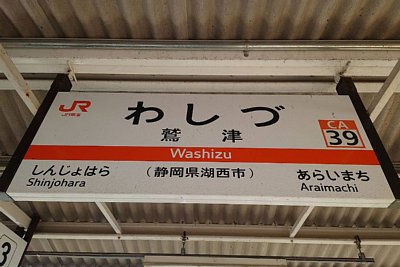 JR JR東海
わしづ
鷲津
CA
39
Washizu
(静岡県湖西市)
しんじょはら
Shinjohara
あらいまち
Araimachi
3